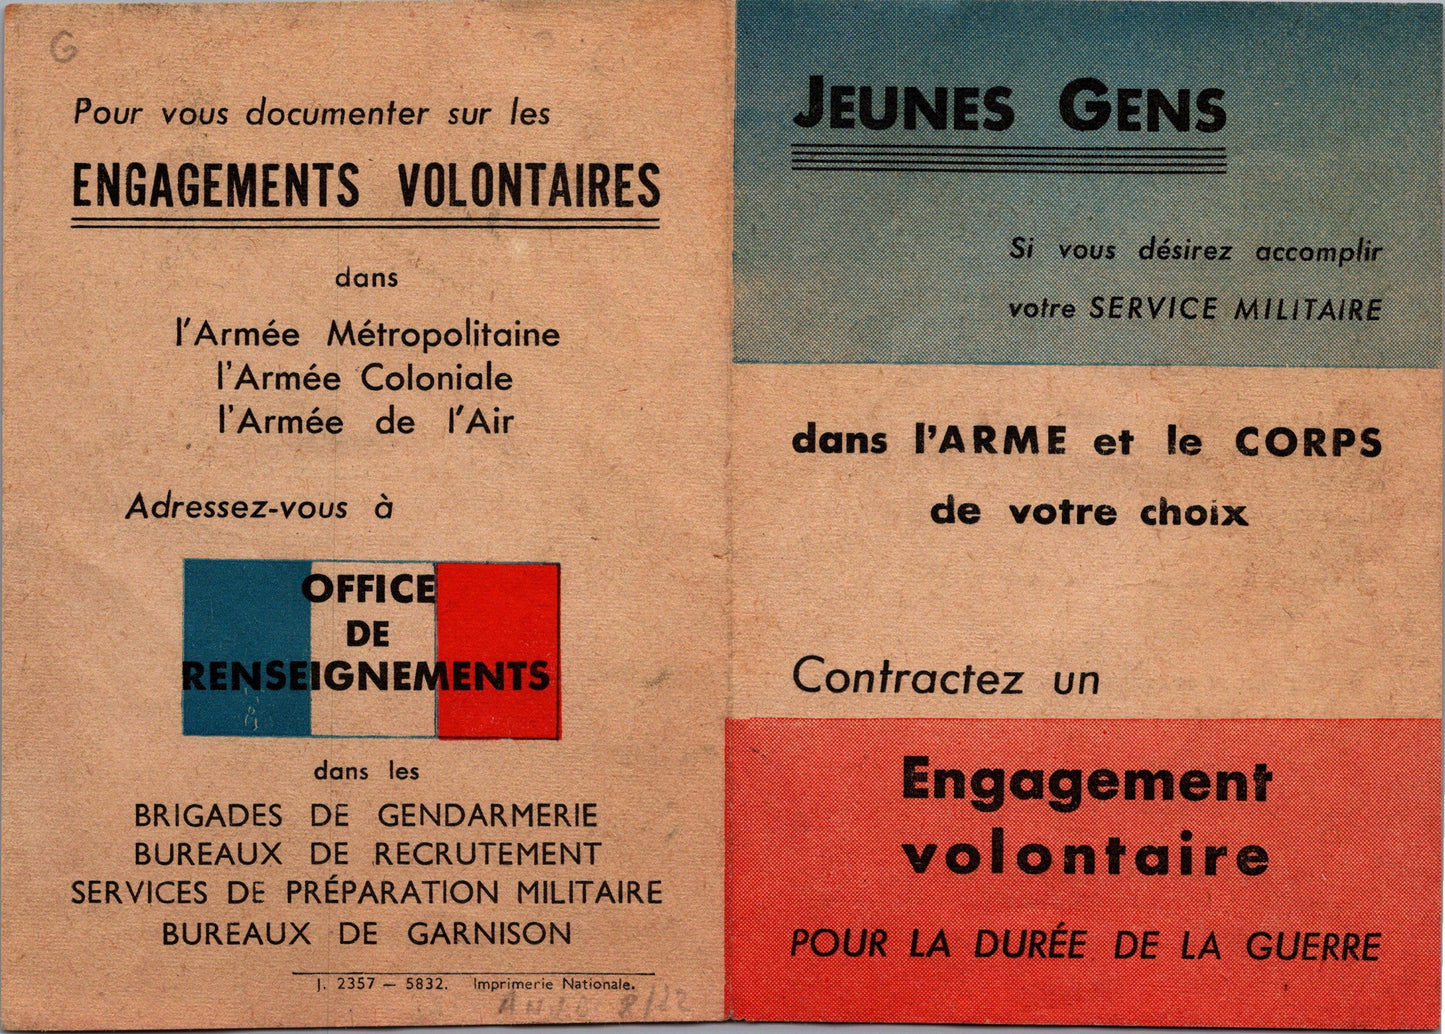 G
Pour vous documenter sur les
ENGAGEMENTS VOLONTAIRES
dans
l'Armée Métropolitaine
l'Armée Coloniale
l'Armée de l'Air
Adressez-vous à
OFFICE
DE
RENSEIGNEMENTS
dans les
BRIGADES DE GENDARMERIE
BUREAUX DE RECRUTEMENT
SERVICES DE PRÉPARATION MILITAIRE
BUREAUX DE GARNISON
J. 2357 — 5832. Imprimerie Nationale.
JEUNES GENS
Si vous désirez accomplir
votre SERVICE MILITAIRE
dans l'ARME et le CORPS
de votre choix
Contractez un
Engagement
volontaire
POUR LA DURÉE DE LA GUERRE